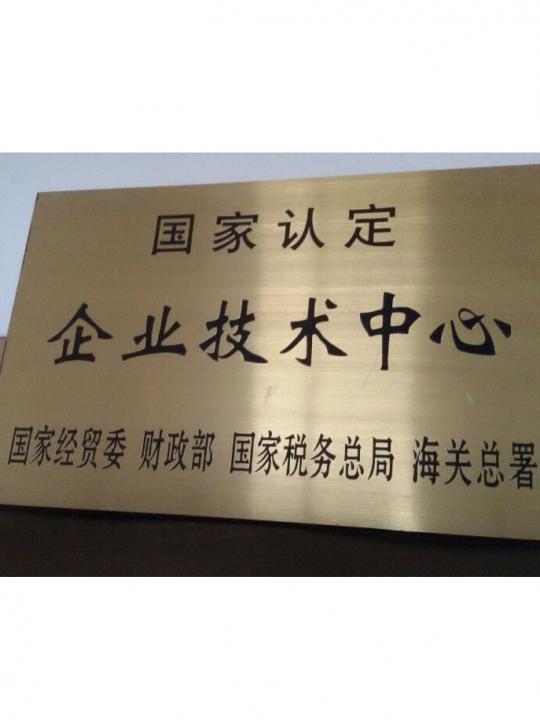 国家认定
企业技术中心
国家经贸委 财政部 国家税务总局 海关总署